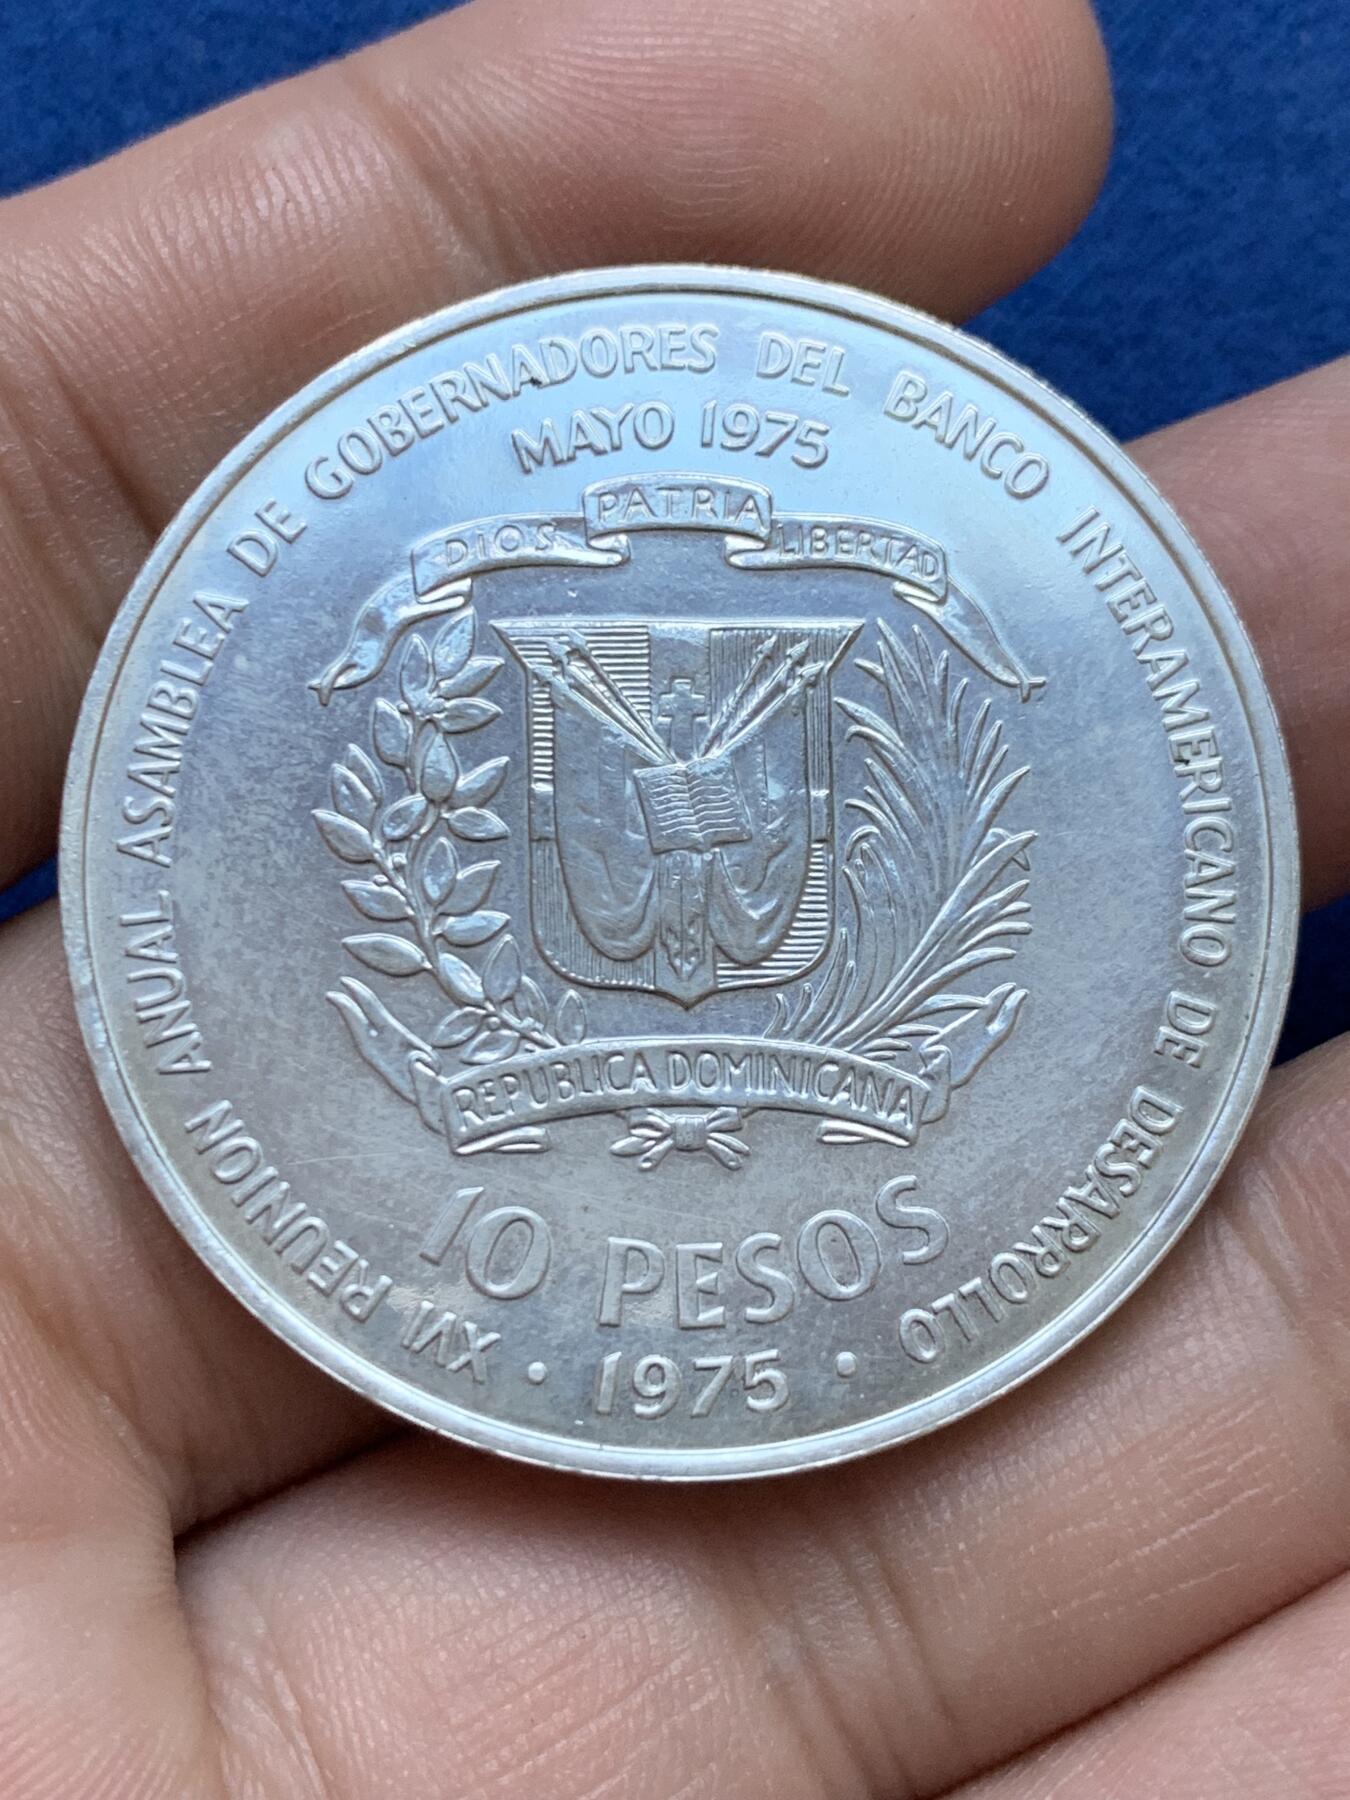 XVI REUNION ANUAL ASAMBLEA DE GOBERNADORES DEL BANCO INTERAMERICANO DE DESARROLLO
MAYO 1975
DIOS PATRIA LIBERTAD
REPUBLICA DOMINICANA
10 PESOS
• 1975 •